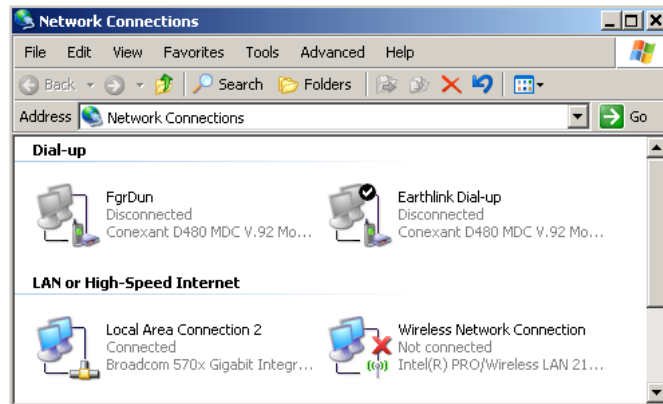 Network Connections
File Edit View Favorites Tools Advanced Help
Back Search Folders
Address Network Connections Go
Dial-up
FgrDun
Disconnected
Conexant D480 MDC V.92 Mo...
Earthlink Dial-up
Disconnected
Conexant D480 MDC V.92 Mo...
LAN or High-Speed Internet
Local Area Connection 2
Connected
Broadcom 570x Gigabit Integr...
Wireless Network Connection
Not connected
Intel(R) PRO/Wireless LAN 21...